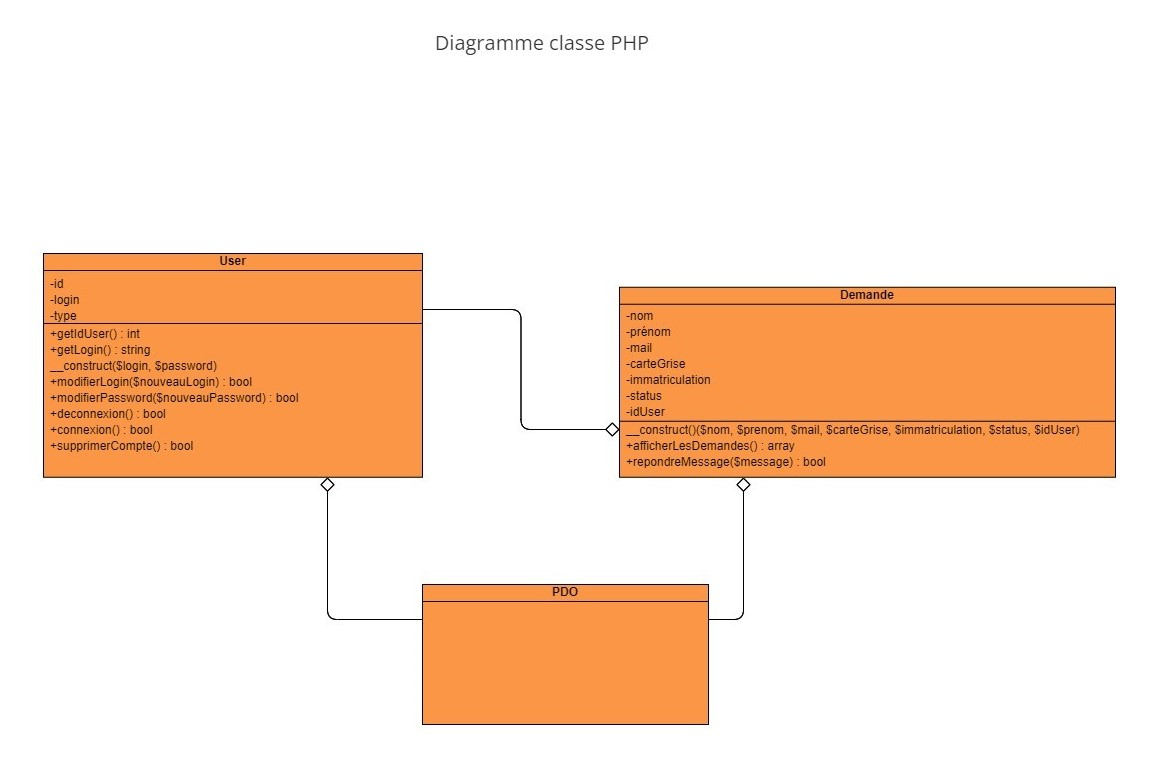 Diagramme classe PHP
User
-id
-login
-type
+getIdUser() : int
+getLogin() : string
__construct($login, $password)
+modifierLogin($nouveauLogin) : bool
+modifierPassword($nouveauPassword) : bool
+deconnexion() : bool
+connexion() : bool
+supprimerCompte() : bool
Demande
-nom
-prénom
-mail
-carteGrise
-immatriculation
-status
-idUser
__construct()($nom, $prenom, $mail, $carteGrise, $immatriculation, $status, $idUser)
+afficherLesDemandes() : array
+repondreMessage($message) : bool
PDO